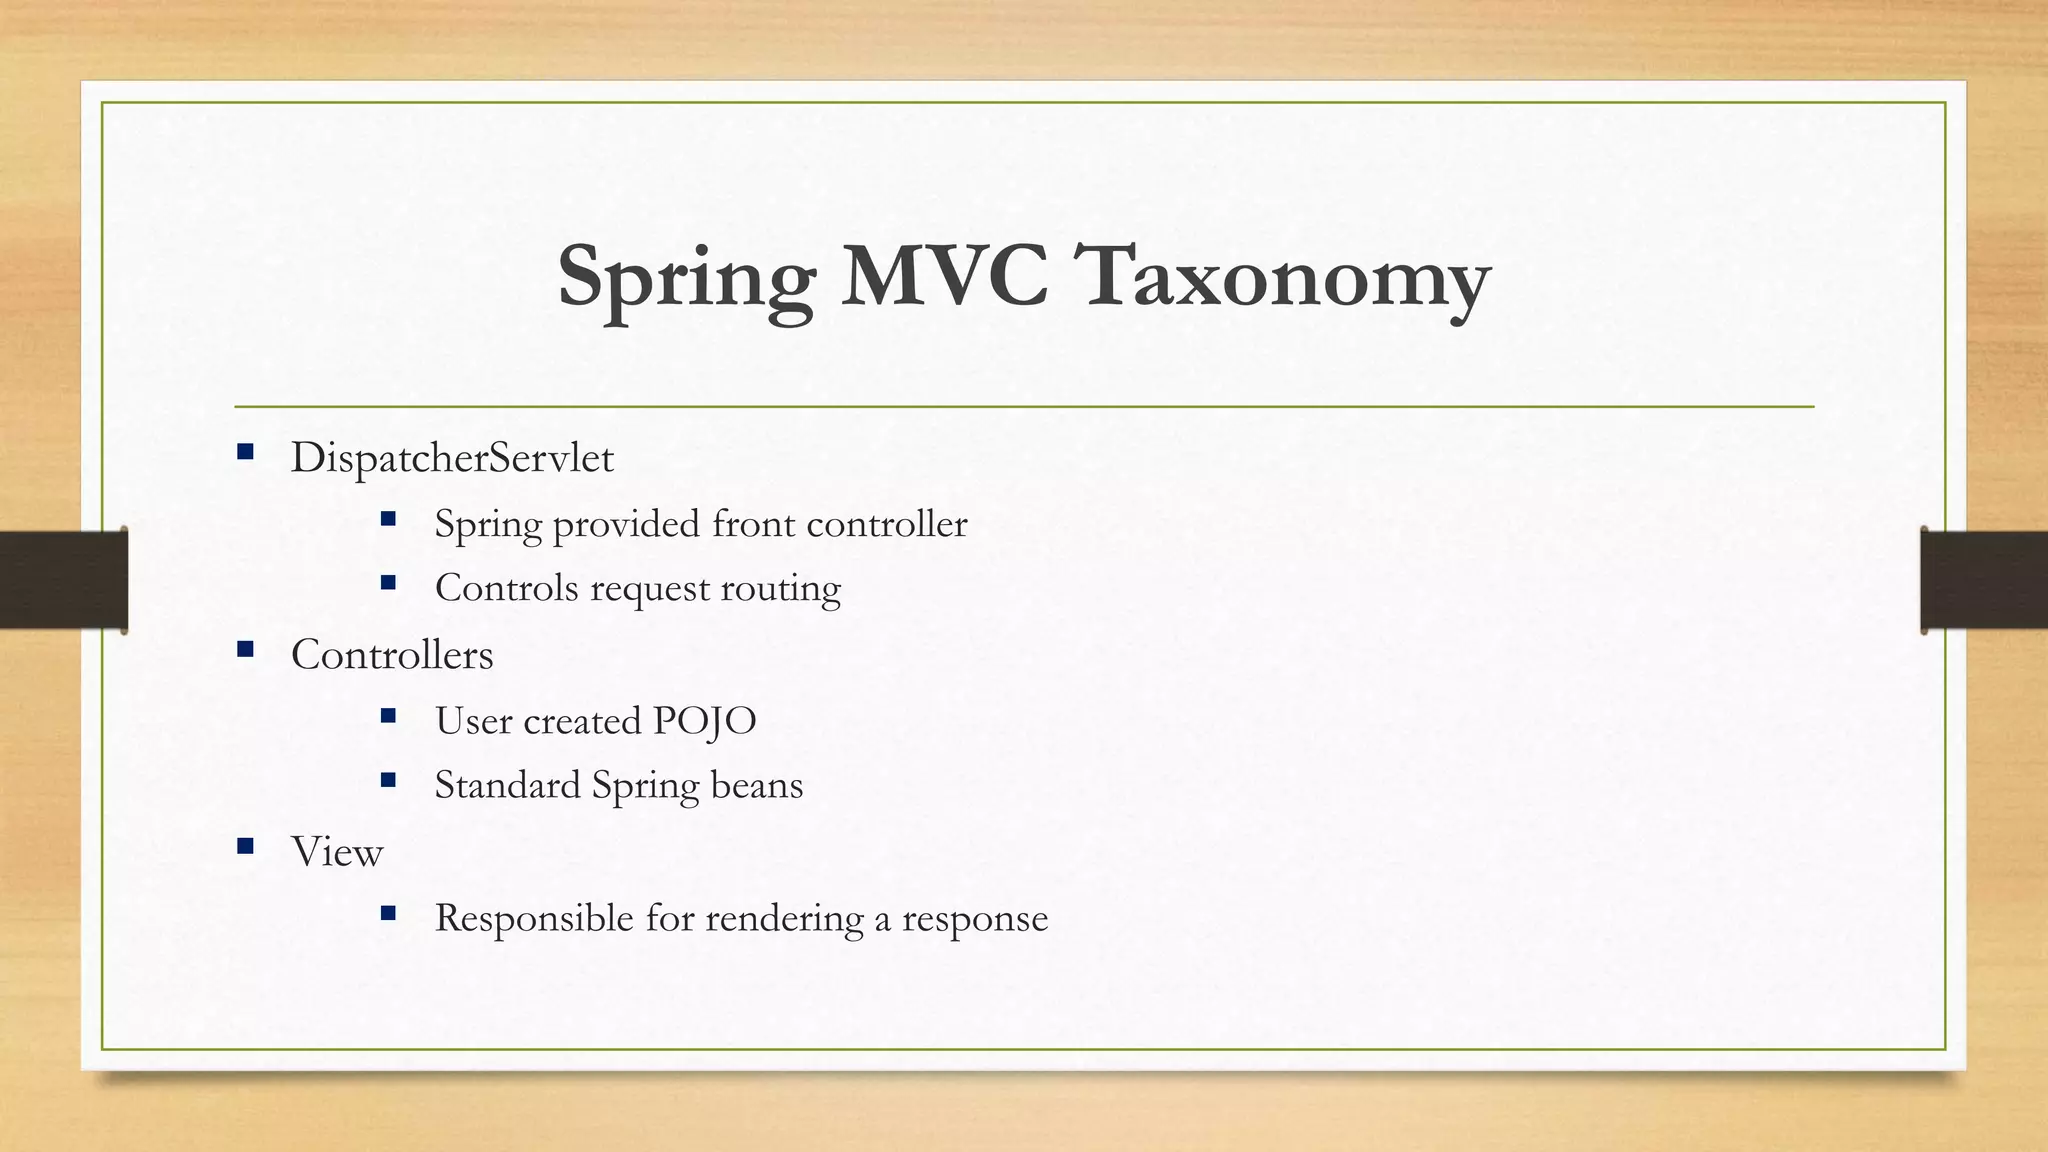 Spring MVC Taxonomy
DispatcherServlet
Spring provided front controller
Controls request routing
Controllers
User created POJO
Standard Spring beans
View
Responsible for rendering a response